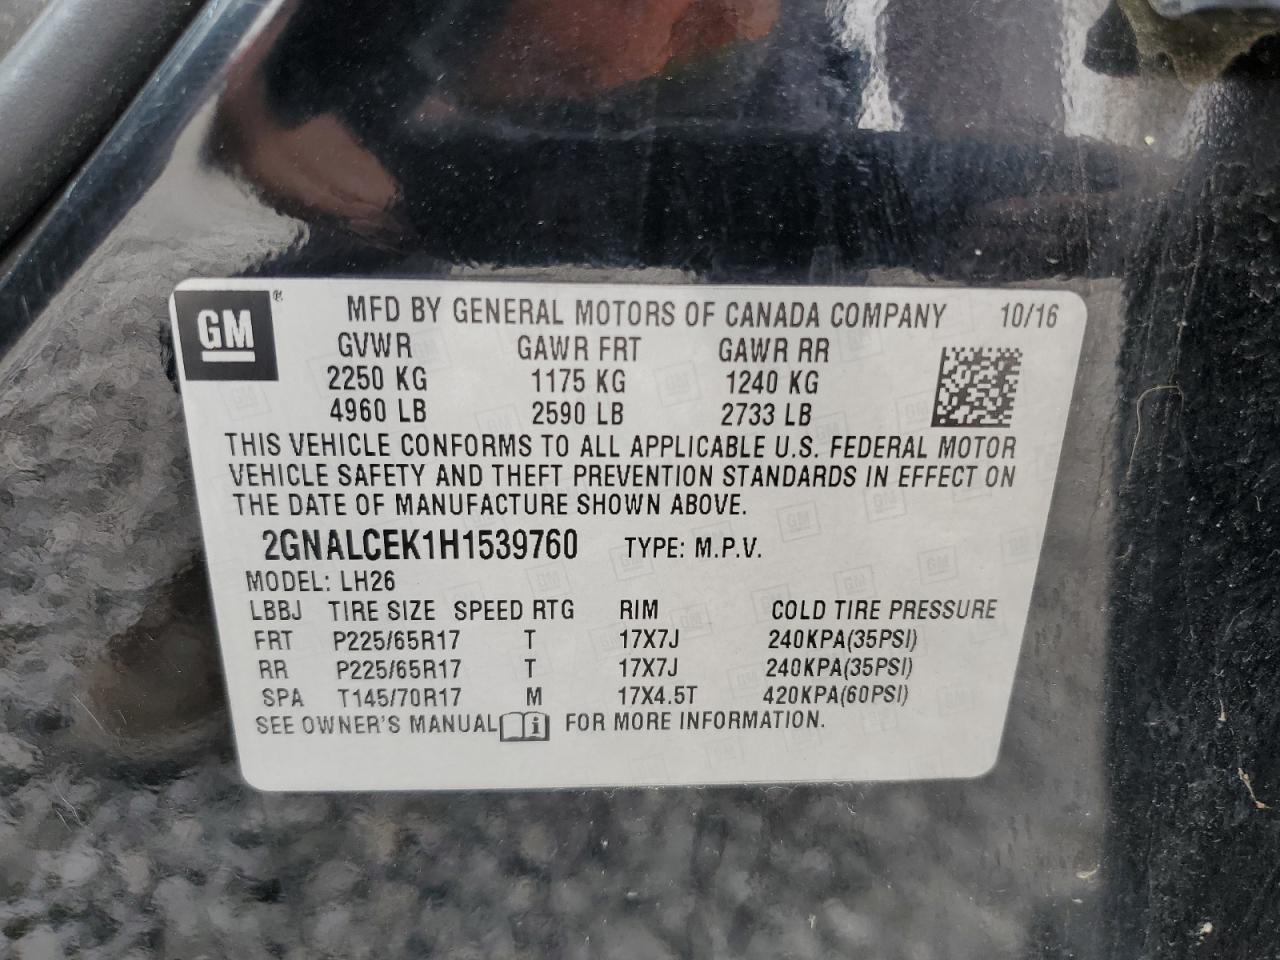 GM ® MFD BY GENERAL MOTORS OF CANADA COMPANY 10/16
GVWR GAWR FRT GAWR RR
2250 KG 1175 KG 1240 KG
4960 LB 2590 LB 2733 LB
THIS VEHICLE CONFORMS TO ALL APPLICABLE U.S. FEDERAL MOTOR
VEHICLE SAFETY AND THEFT PREVENTION STANDARDS IN EFFECT ON
THE DATE OF MANUFACTURE SHOWN ABOVE.
2GNALCEK1H1539760 TYPE: M.P.V.
MODEL: LH26
LBBJ TIRE SIZE SPEED RTG RIM COLD TIRE PRESSURE
FRT P225/65R17 T 17X7J 240KPA(35PSI)
RR P225/65R17 T 17X7J 240KPA(35PSI)
SPA T145/70R17 M 17X4.5T 420KPA(60PSI)
SEE OWNER'S MANUAL i FOR MORE INFORMATION.